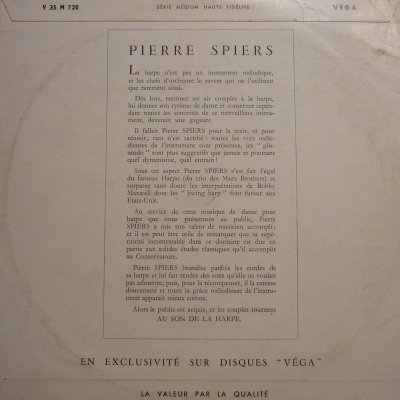 V 35 M 720 SÉRIE MÉDIUM HAUTE FIDÉLITÉ VÉGA
PIERRE SPIERS
La harpe n'est pas un instrument mélodique,
et les chefs d'orchestre le savent qui ne l'utilisent
que rarement ainsi.
Dès lors, restituer un air complet à la harpe,
lui donner son rythme de danse et conserver cepen-
dant toutes les sonorités de ce merveilleux instru-
ment, devenait une gageure.
Il fallait Pierre SPIERS pour la tenir, et pour
réussir ; rien n'est sacrifié : toutes les voix mélo-
dieuses de l'instrument sont présentes, les " glis-
sando " sont plus suggestifs que jamais et pourtant
quel dynamisme, quel entrain !
Sous cet aspect Pierre SPIERS s'est fait l'égal
du fameux Harpo (du trio des Marx Brothers) et
surpasse sans doute les interprétations de Bobby
Maxwell dont les " Swing harp " font fureur aux
Etats-Unis.
Au service de cette musique de danse pour
harpe que nous présentons au public, Pierre
SPIERS a mis son talent de musicien accompli ;
et il est peut être utile de remarquer que sa supé-
riorité incontestable dans ce domaine est due en
partie aux solides études classiques qu'il accomplit
au Conservatoire.
Pierre SPIERS brutalise parfois les cordes de
sa harpe et lui fait rendre des sons qu'elle ne voulait
pas admettre, puis, pour la récompenser, il la caresse
doucement et toute la grâce mélodieuse de l'instru-
ment apparaît mieux encore.
Alors le public est acquis, et les couples tournent
AU SON DE LA HARPE.
EN EXCLUSIVITÉ SUR DISQUES "VÉGA"
LA VALEUR PAR LA QUALITÉ